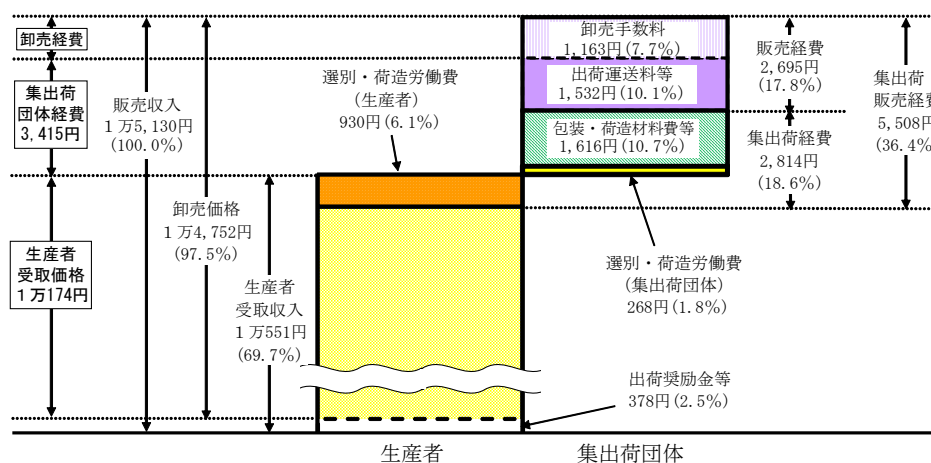 卸売経費
集出荷
団体経費
3,415円
生産者
受取価格
1万174円
販売収入
1万5,130円
(100.0%)
卸売価格
1万4,752円
(97.5%)
生産者
受取収入
1万551円
(69.7%)
選別・荷造労働費
(生産者)
930円(6.1%)
卸売手数料
1,163円(7.7%)
出荷運送料等
1,532円(10.1%)
包装・荷造材料費等
1,616円(10.7%)
販売経費
2,695円
(17.8%)
集出荷経費
2,814円
(18.6%)
集出荷
販売経費
5,508円
(36.4%
選別・荷造労働費
(集出荷団体)
268円(1.8%)
出荷奨励金等
378円(2.5%)
生産者
集出荷団体